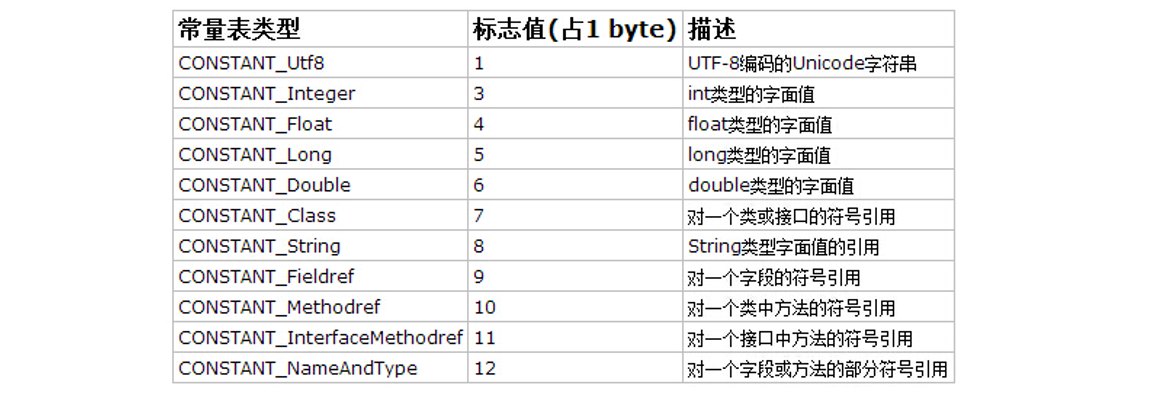 常量表类型 标志值(占1 byte) 描述
CONSTANT_Utf8 1 UTF-8编码的Unicode字符串
CONSTANT_Integer 3 int类型的字面值
CONSTANT_Float 4 float类型的字面值
CONSTANT_Long 5 long类型的字面值
CONSTANT_Double 6 double类型的字面值
CONSTANT_Class 7 对一个类或接口的符号引用
CONSTANT_String 8 String类型字面值的引用
CONSTANT_Fieldref 9 对一个字段的符号引用
CONSTANT_Methodref 10 对一个类中方法的符号引用
CONSTANT_InterfaceMethodref 11 对一个接口中方法的符号引用
CONSTANT_NameAndType 12 对一个字段或方法的部分符号引用